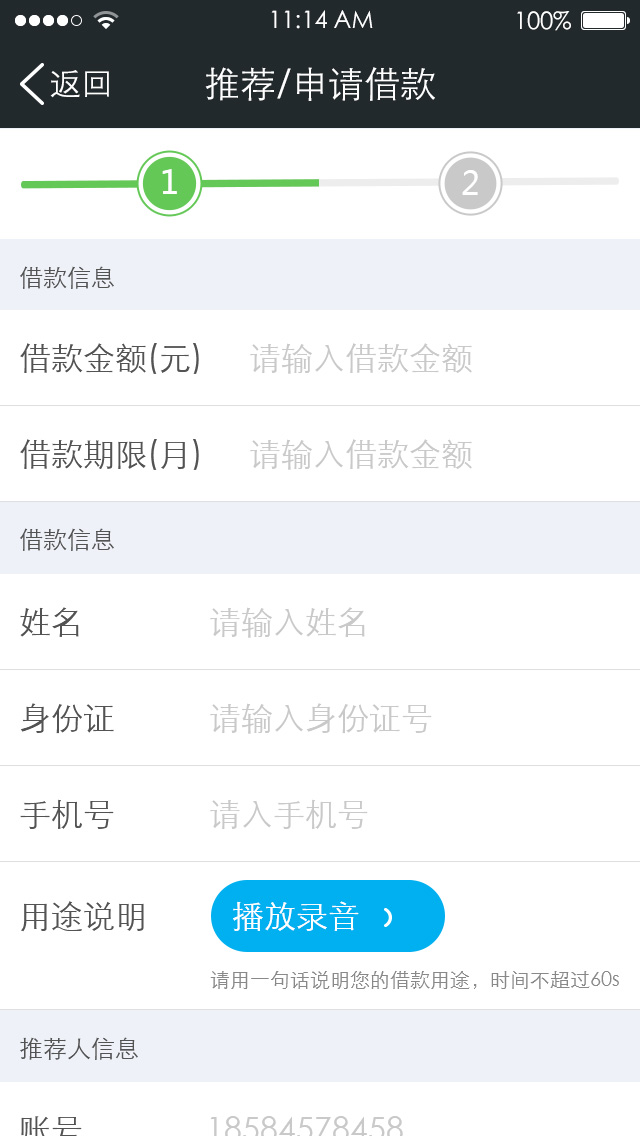 11:14 AM 100%
返回 推荐/申请借款
1 2
借款信息
借款金额(元) 请输入借款金额
借款期限(月) 请输入借款金额
借款信息
姓名 请输入姓名
身份证 请输入身份证号
手机号 请入手机号
用途说明 播放录音
请用一句话说明您的借款用途，时间不超过60s
推荐人信息
账号 18584578458